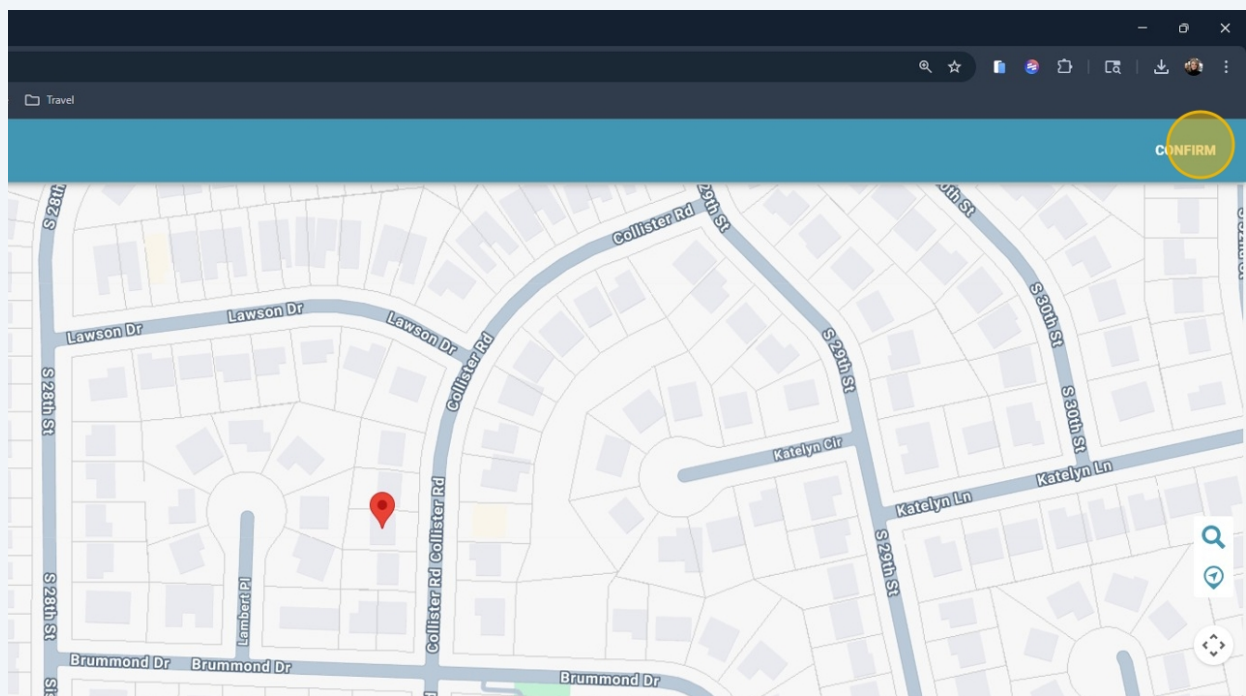 Travel
CONFIRM
S 28th
29th St
Collister Rd
S 30th St
Lawson Dr
Lawson Dr
Lawson Dr
Collister Rd
S 29th St
S 28th St
S 30th St
Katelyn Cir
Katelyn Ln
Katelyn Ln
Collister Rd
Collister Rd
S 29th St
S 28th St
Lambert Pl
Brummond Dr
Brummond Dr
Brummond Dr